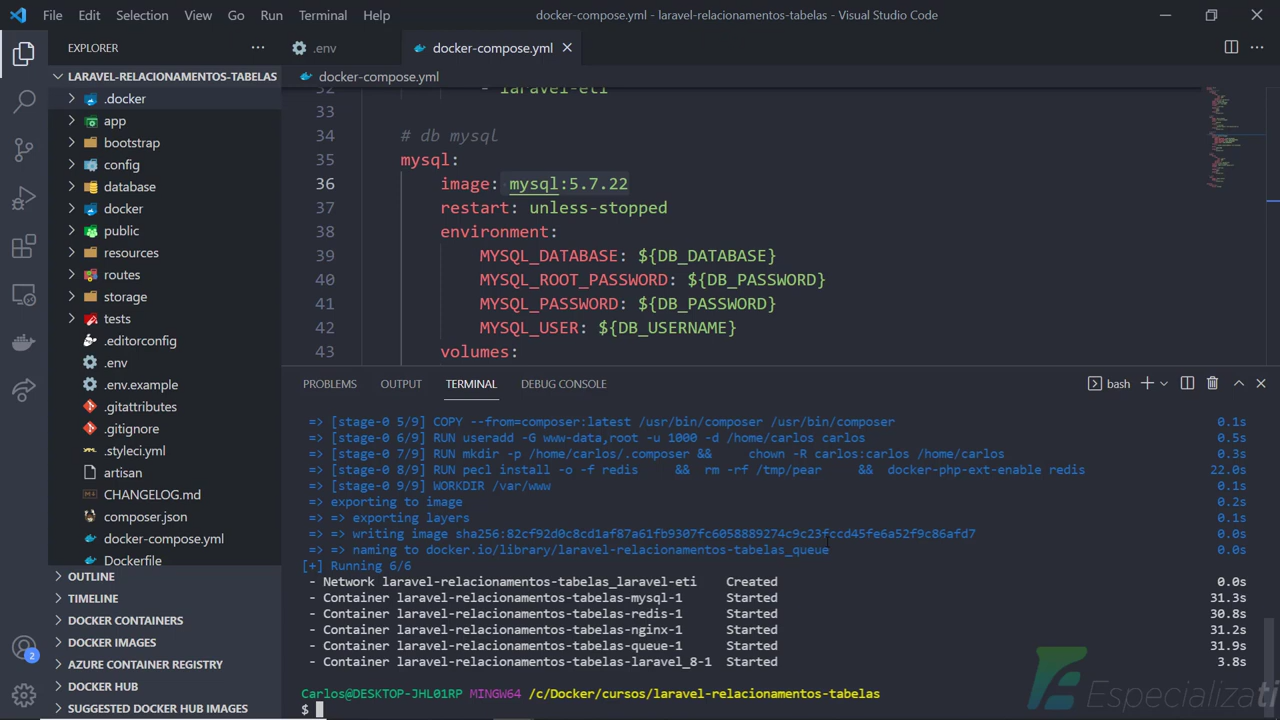 File Edit Selection View Go Run Terminal Help docker-compose.yml - laravel-relacionamentos-tabelas - Visual Studio Code
EXPLORER
LARAVEL-RELACIONAMENTOS-TABELAS
.docker
app
bootstrap
config
database
docker
public
resources
routes
storage
tests
.editorconfig
.env
.env.example
.gitattributes
.gitignore
.styleci.yml
artisan
CHANGELOG.md
composer.json
docker-compose.yml
Dockerfile
OUTLINE
TIMELINE
DOCKER CONTAINERS
DOCKER IMAGES
AZURE CONTAINER REGISTRY
DOCKER HUB
SUGGESTED DOCKER HUB IMAGES
2
.env docker-compose.yml
docker-compose.yml
32 - laravel-eti
33
34 # db mysql
35 mysql:
36 image: mysql:5.7.22
37 restart: unless-stopped
38 environment:
39 MYSQL_DATABASE: ${DB_DATABASE}
40 MYSQL_ROOT_PASSWORD: ${DB_PASSWORD}
41 MYSQL_PASSWORD: ${DB_PASSWORD}
42 MYSQL_USER: ${DB_USERNAME}
43 volumes:
PROBLEMS OUTPUT TERMINAL DEBUG CONSOLE bash
=> [stage-0 5/9] COPY --from=composer:latest /usr/bin/composer /usr/bin/composer 0.1s
=> [stage-0 6/9] RUN useradd -G www-data,root -u 1000 -d /home/carlos carlos 0.5s
=> [stage-0 7/9] RUN mkdir -p /home/carlos/.composer && chown -R carlos:carlos /home/carlos 0.3s
=> [stage-0 8/9] RUN pecl install -o -f redis && rm -rf /tmp/pear && docker-php-ext-enable redis 22.0s
=> [stage-0 9/9] WORKDIR /var/www 0.1s
=> exporting to image 0.2s
=> => exporting layers 0.1s
=> => writing image sha256:82cf92d0c8cd1af87a61fb9307fc6058889274c9c23fccd45fe6a52f9c86afd7 0.0s
=> => naming to docker.io/library/laravel-relacionamentos-tabelas_queue 0.0s
[+] Running 6/6
- Network laravel-relacionamentos-tabelas_laravel-eti Created 0.0s
- Container laravel-relacionamentos-tabelas-mysql-1 Started 31.3s
- Container laravel-relacionamentos-tabelas-redis-1 Started 30.8s
- Container laravel-relacionamentos-tabelas-nginx-1 Started 31.2s
- Container laravel-relacionamentos-tabelas-queue-1 Started 31.9s
- Container laravel-relacionamentos-tabelas-laravel_8-1 Started 3.8s
Carlos@DESKTOP-JHL01RP MINGW64 /c/Docker/cursos/laravel-relacionamentos-tabelas
$
Especializati